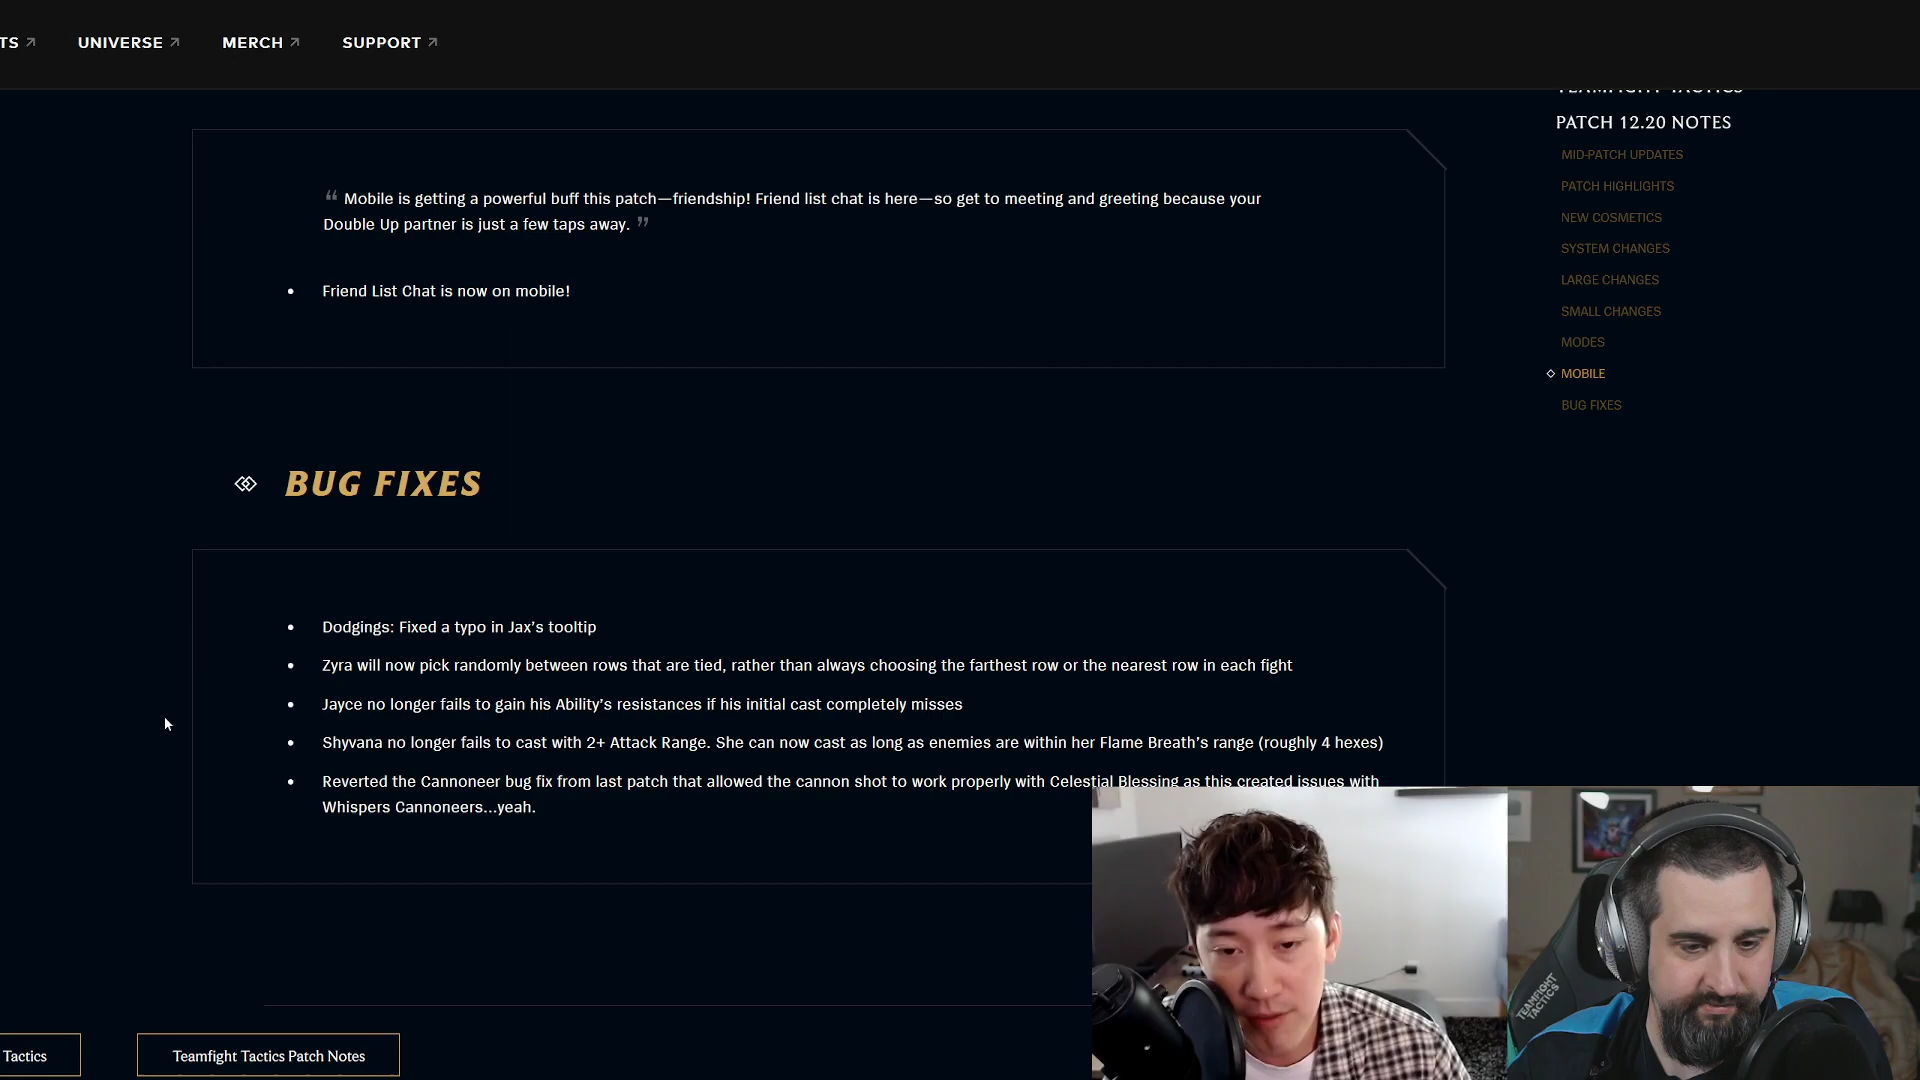 TS
UNIVERSE
MERCH
SUPPORT
TEAMFIGHT TACTICS
PATCH 12.20 NOTES
MID-PATCH UPDATES
PATCH HIGHLIGHTS
NEW COSMETICS
SYSTEM CHANGES
LARGE CHANGES
SMALL CHANGES
MODES
MOBILE
BUG FIXES
“ Mobile is getting a powerful buff this patch—friendship! Friend list chat is here—so get to meeting and greeting because your
Double Up partner is just a few taps away. ”
• Friend List Chat is now on mobile!
BUG FIXES
• Dodgings: Fixed a typo in Jax’s tooltip
• Zyra will now pick randomly between rows that are tied, rather than always choosing the farthest row or the nearest row in each fight
• Jayce no longer fails to gain his Ability’s resistances if his initial cast completely misses
• Shyvana no longer fails to cast with 2+ Attack Range. She can now cast as long as enemies are within her Flame Breath’s range (roughly 4 hexes)
• Reverted the Cannoneer bug fix from last patch that allowed the cannon shot to work properly with Celestial Blessing as this created issues with
Whispers Cannoneers...yeah.
TEAMFIGHT
TACTICS
Tactics
Teamfight Tactics Patch Notes